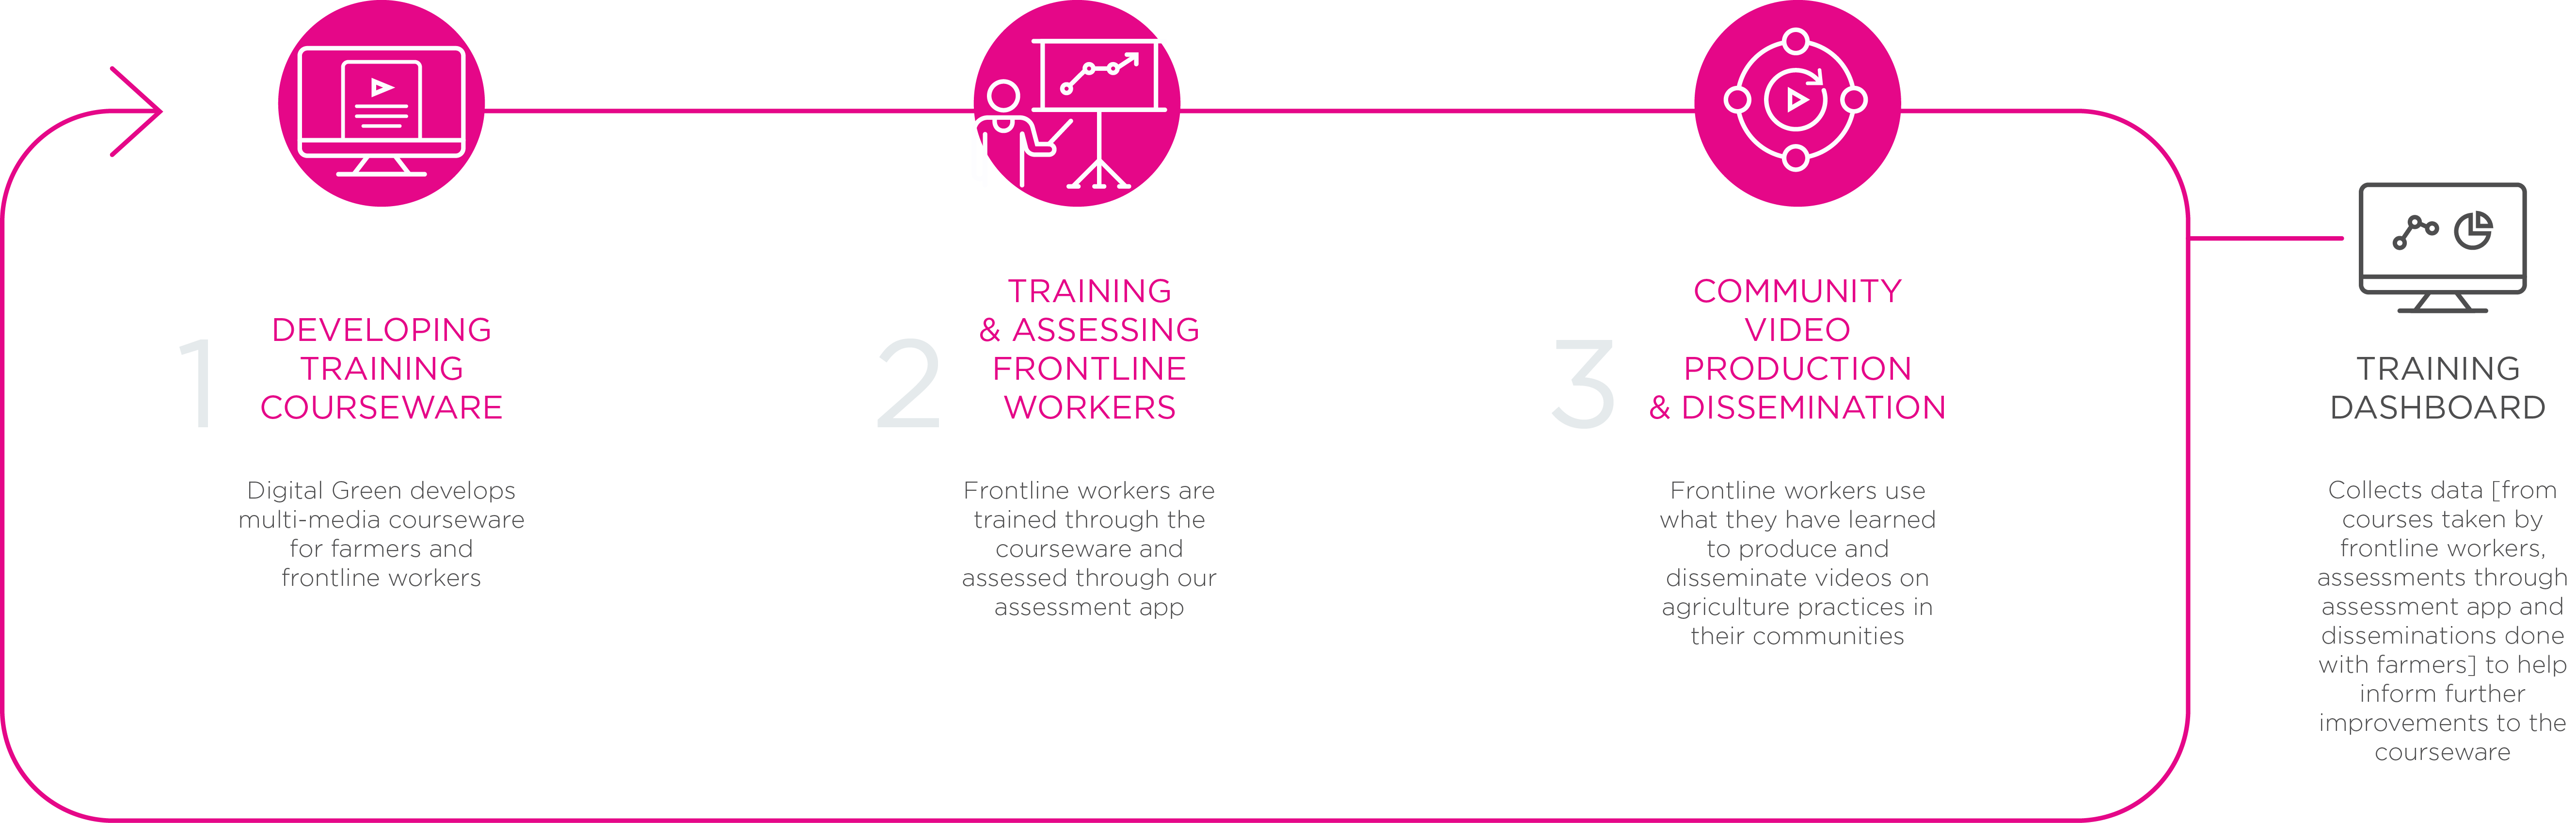 1
DEVELOPING
TRAINING
COURSEWARE
Digital Green develops
multi-media courseware
for farmers and
frontline workers
2
TRAINING
& ASSESSING
FRONTLINE
WORKERS
Frontline workers are
trained through the
courseware and
assessed through our
assessment app
3
COMMUNITY
VIDEO
PRODUCTION
& DISSEMINATION
Frontline workers use
what they have learned
to produce and
disseminate videos on
agriculture practices in
their communities
TRAINING
DASHBOARD
Collects data [from
courses taken by
frontline workers,
assessments through
assessment app and
disseminations done
with farmers] to help
inform further
improvements to the
courseware